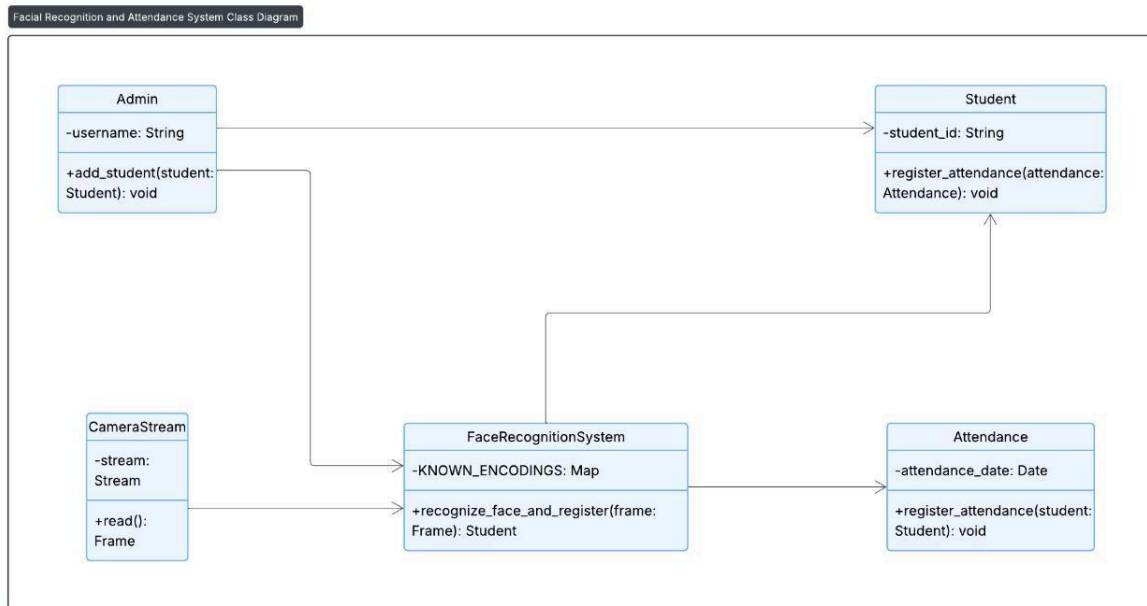 Facial Recognition and Attendance System Class Diagram
Admin
-username: String
+add_student(student:
Student): void
Student
-student_id: String
+register_attendance(attendance:
Attendance): void
CameraStream
-stream:
Stream
+read():
Frame
FaceRecognitionSystem
-KNOWN_ENCODINGS: Map
+recognize_face_and_register(frame:
Frame): Student
Attendance
-attendance_date: Date
+register_attendance(student:
Student): void